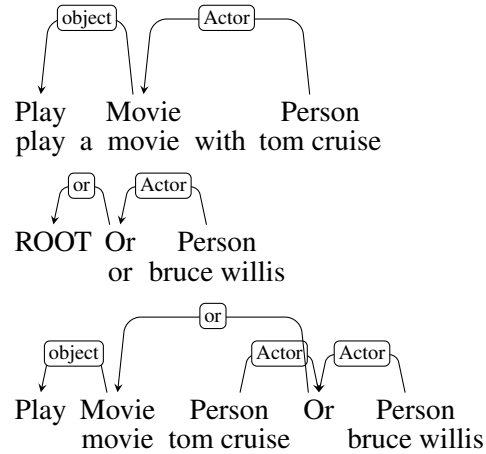 object Actor
Play Movie Person
play a movie with tom cruise
or Actor
ROOT Or Person
or bruce willis
or
object Actor Actor
Play Movie Person Or Person
movie tom cruise bruce willis